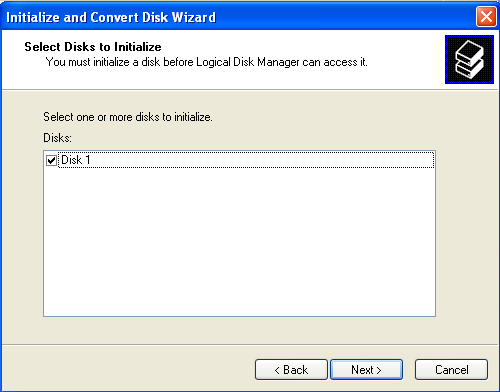 Initialize and Convert Disk Wizard
Select Disks to Initialize
You must initialize a disk before Logical Disk Manager can access it.
Select one or more disks to initialize.
Disks:
Disk 1
< Back Next > Cancel